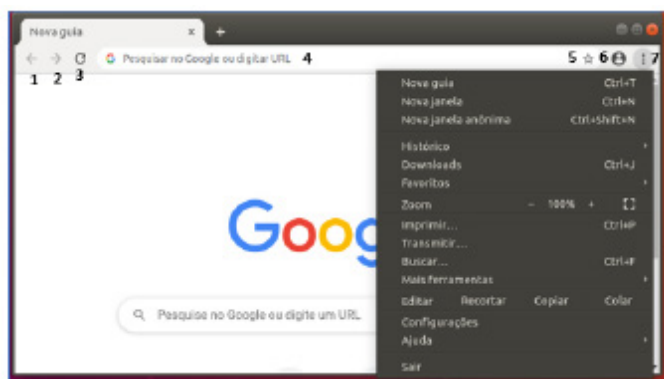 Nova guia
Pesquisar no Google ou digitar URL 4 5 6 7
1 2 3
Nova guia Ctrl+T
Nova janela Ctrl+N
Nova janela anônima Ctrl+Shift+N
Histórico
Downloads Ctrl+J
Favoritos
Zoom - 100% +
Imprimir... Ctrl+P
Transmitir...
Buscar... Ctrl+F
Mais ferramentas
Editar Recortar Copiar Colar
Configurações
Ajuda
Sair
Goog
Pesquise no Google ou digite um URL